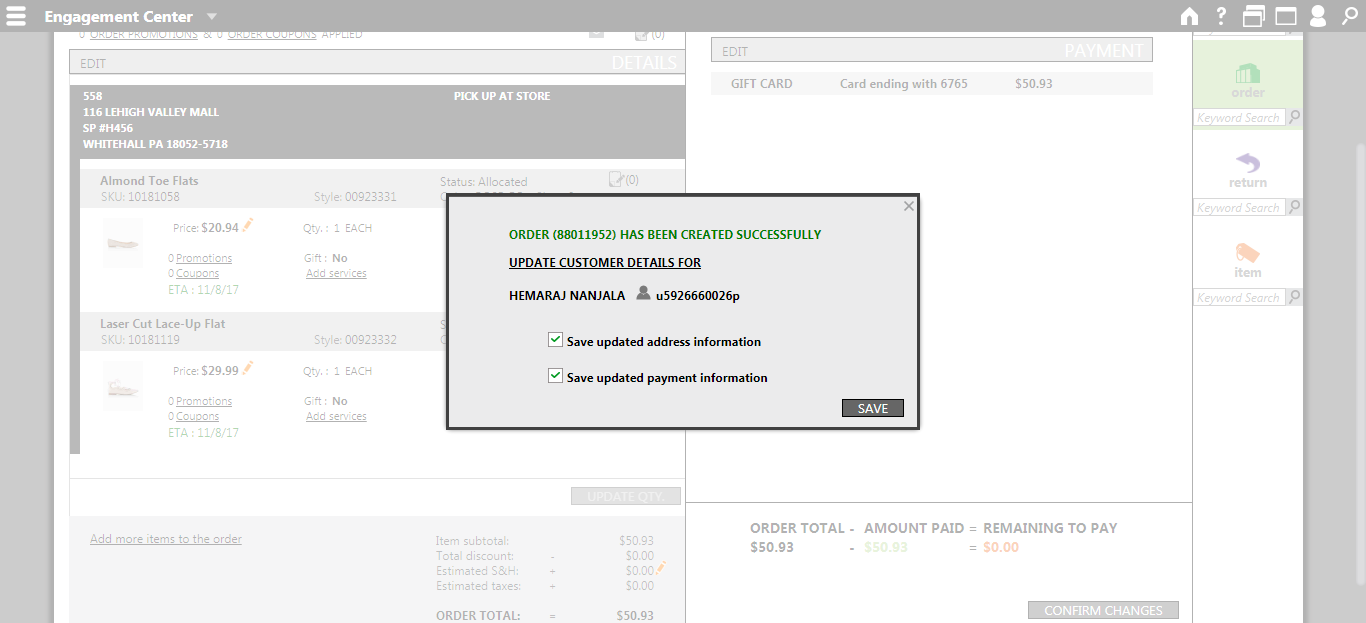 Engagement Center
0 ORDER PROMOTIONS & 0 ORDER COUPONS APPLIED (0)
EDIT DETAILS
558 PICK UP AT STORE
116 LEHIGH VALLEY MALL
SP #H456
WHITEHALL PA 18052-5718
Almond Toe Flats Status: Allocated (0)
SKU: 10181058 Style: 00923331
Price: $20.94 Qty. : 1 EACH
0 Promotions Gift : No
0 Coupons Add services
ETA : 11/8/17
Laser Cut Lace-Up Flat
SKU: 10181119 Style: 00923332
Price: $29.99 Qty. : 1 EACH
0 Promotions Gift : No
0 Coupons Add services
ETA : 11/8/17
UPDATE QTY.
Add more items to the order
Item subtotal: $50.93
Total discount: - $0.00
Estimated S&H: + $0.00
Estimated taxes: + $0.00
ORDER TOTAL: = $50.93
EDIT PAYMENT
GIFT CARD Card ending with 6765 $50.93
ORDER TOTAL - AMOUNT PAID = REMAINING TO PAY
$50.93 - $50.93 = $0.00
CONFIRM CHANGES
ORDER (88011952) HAS BEEN CREATED SUCCESSFULLY
UPDATE CUSTOMER DETAILS FOR
HEMARAJ NANJALA u5926660026p
Save updated address information
Save updated payment information
SAVE
order
Keyword Search
return
Keyword Search
item
Keyword Search